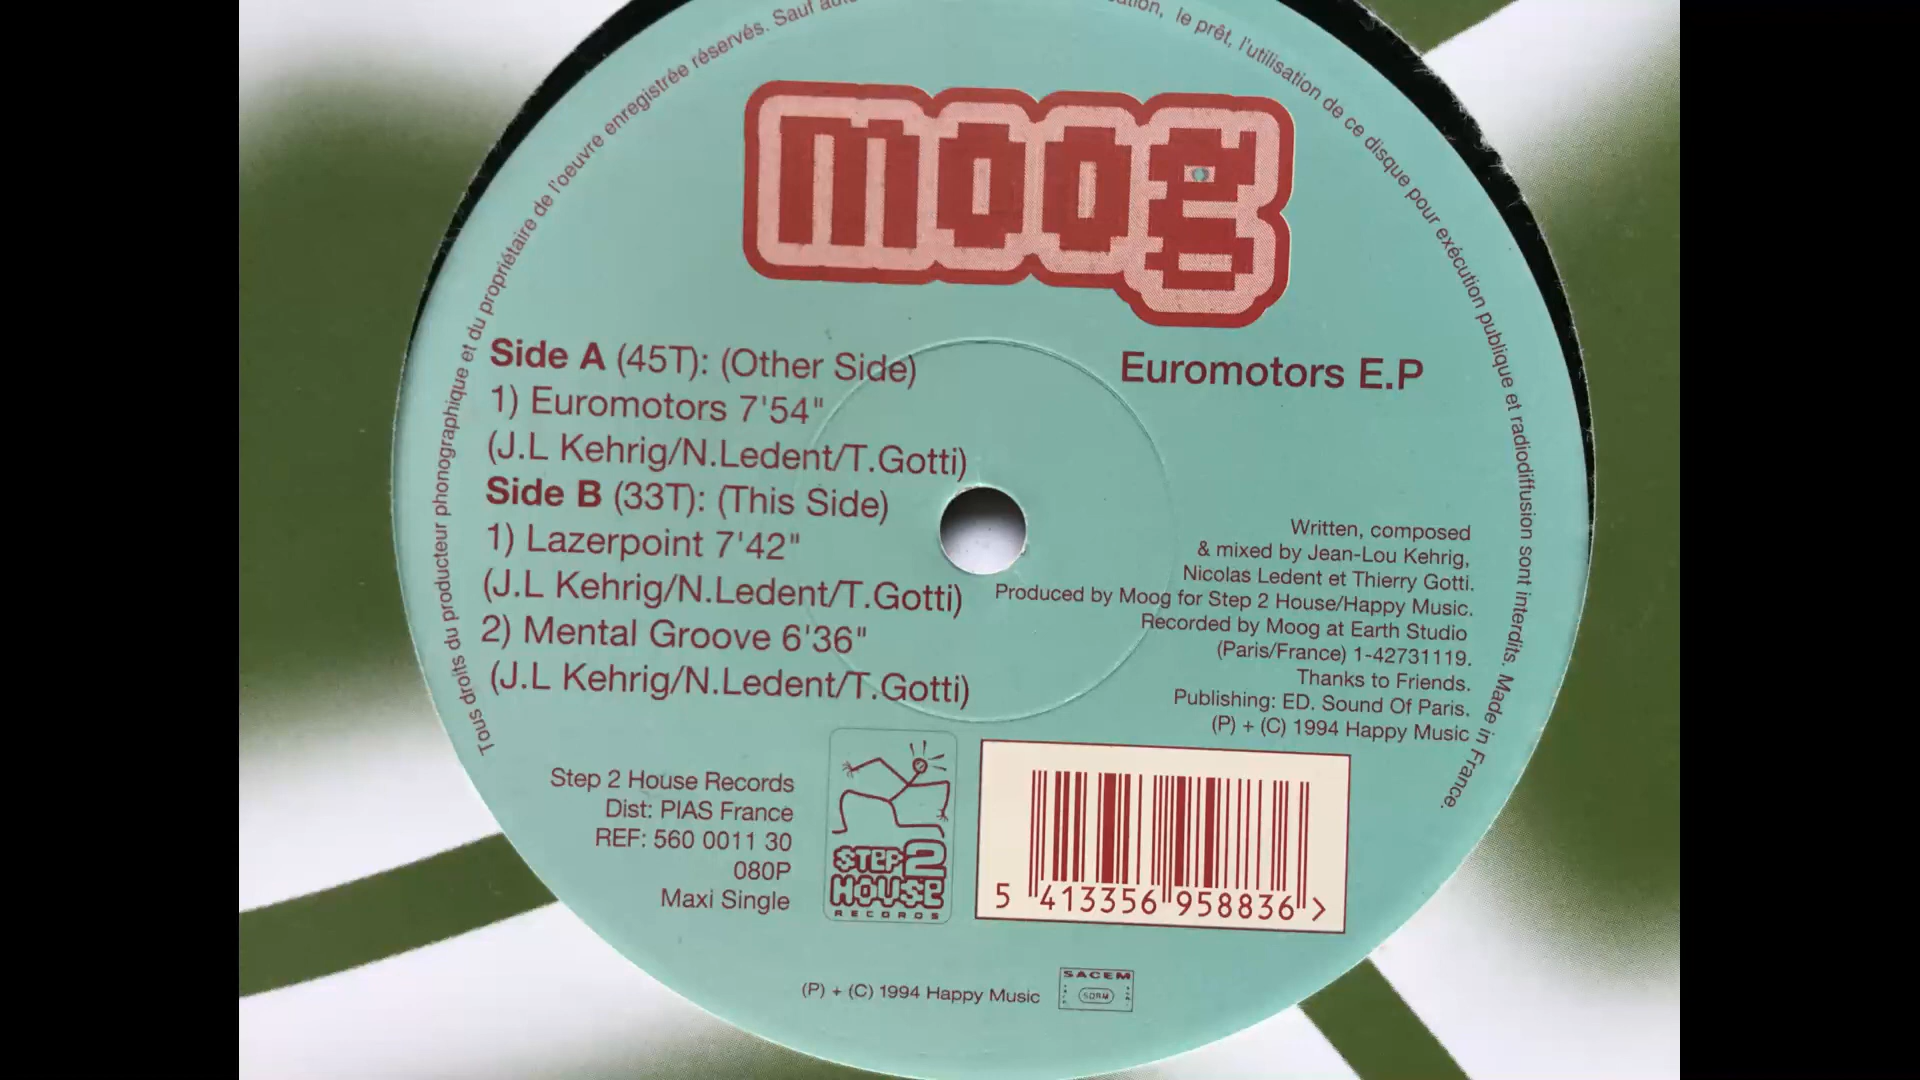 Tous droits du producteur phonographique et du propriétaire de l'oeuvre enregistrée réservés. Sauf
le prêt, l'utilisation de ce disque pour exécution publique et radiodiffusion sont interdits. Made in France.
moog
Euromotors E.P
Side A (45T): (Other Side)
1) Euromotors 7'54"
(J.L Kehrig/N.Ledent/T.Gotti)
Side B (33T): (This Side)
1) Lazerpoint 7'42"
(J.L Kehrig/N.Ledent/T.Gotti)
2) Mental Groove 6'36"
(J.L Kehrig/N.Ledent/T.Gotti)
Written, composed
& mixed by Jean-Lou Kehrig,
Nicolas Ledent et Thierry Gotti.
Produced by Moog for Step 2 House/Happy Music.
Recorded by Moog at Earth Studio
(Paris/France) 1-42731119.
Thanks to Friends.
Publishing: ED. Sound Of Paris.
(P) + (C) 1994 Happy Music
Step 2 House Records
Dist: PIAS France
REF: 560 0011 30
080P
Maxi Single
STEP 2
HOUSE
RECORDS
5 413356 958836 >
(P) + (C) 1994 Happy Music
SACEM
SDRM